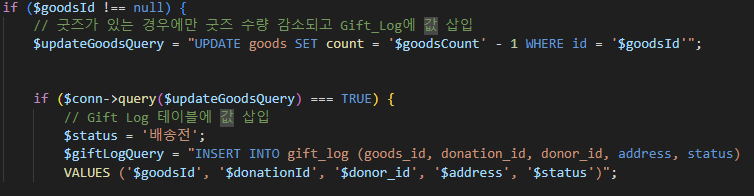 if ($goodsId !== null) {
// 굿즈가 있는 경우에만 굿즈 수량 감소되고 Gift_Log에 값 삽입
$updateGoodsQuery = "UPDATE goods SET count = '$goodsCount' - 1 WHERE id = '$goodsId'";
if ($conn->query($updateGoodsQuery) === TRUE) {
// Gift Log 테이블에 값 삽입
$status = '배송전';
$giftLogQuery = "INSERT INTO gift_log (goods_id, donation_id, donor_id, address, status)
VALUES ('$goodsId', '$donationId', '$donor_id', '$address', '$status')";